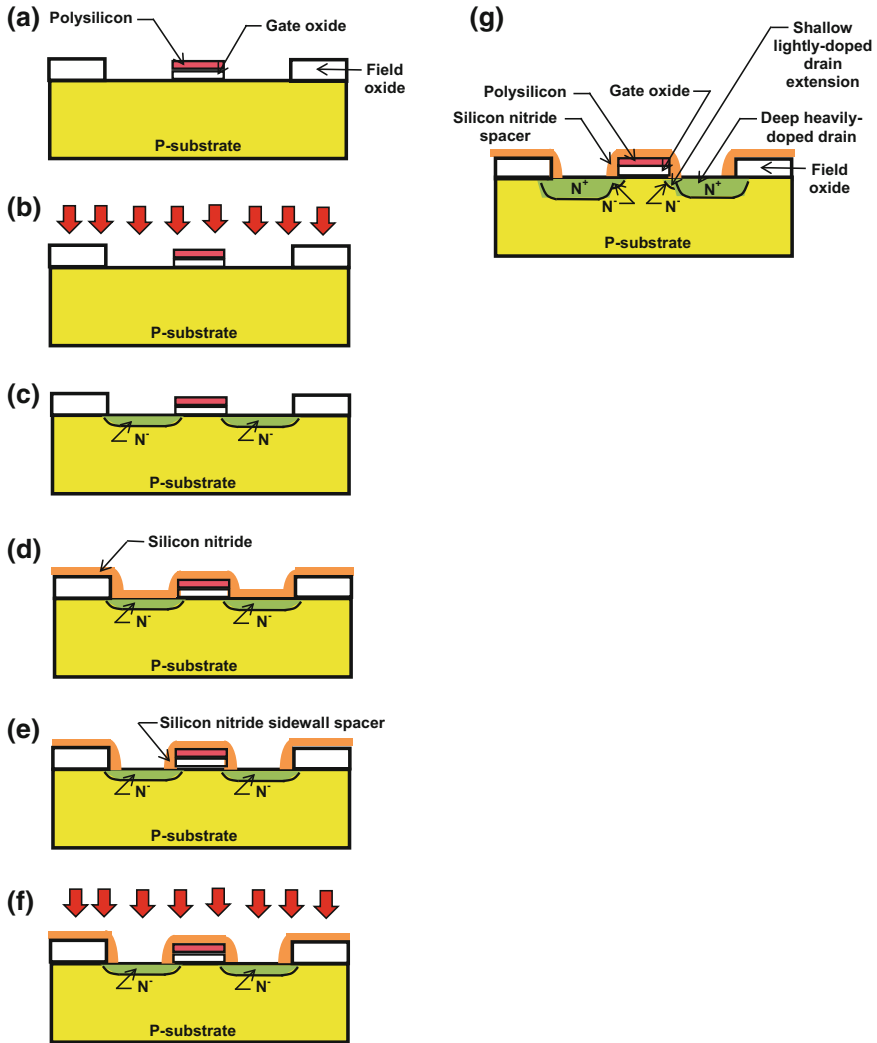 (a)
Polysilicon
Gate oxide
Field
oxide
P-substrate
(b)
P-substrate
(c)
N-
N-
P-substrate
(d)
Silicon nitride
N-
N-
P-substrate
(e)
Silicon nitride sidewall spacer
N-
N-
P-substrate
(f)
N-
N-
P-substrate
(g)
Shallow
lightly-doped
drain
extension
Gate oxide
Polysilicon
Silicon nitride
spacer
Deep heavily-
doped drain
Field
oxide
N+
N+
N-
N-
P-substrate